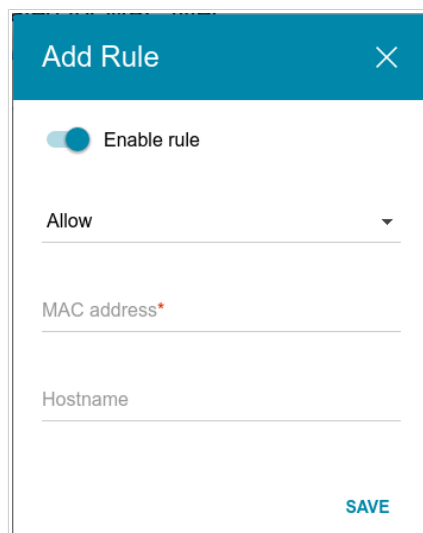 Add Rule
Enable rule
Allow
MAC address*
Hostname
SAVE